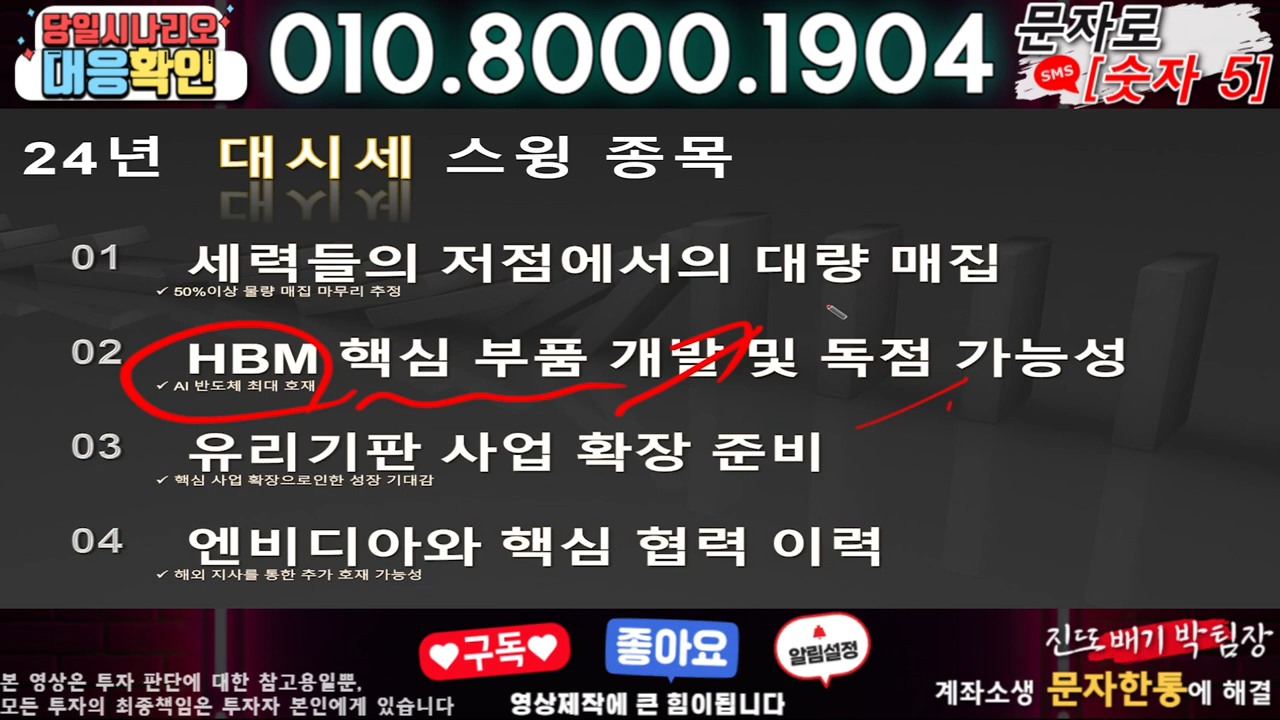 당일시나리오
대응확인
010.8000.1904
문자로
SMS
[숫자 5]
24년 대시세 스윙 종목
01 세력들의 저점에서의 대량 매집
✓ 50%이상 물량 매집 마무리 추정
02 HBM 핵심 부품 개발 및 독점 가능성
✓ AI 반도체 최대 호재
03 유리기판 사업 확장 준비
✓ 핵심 사업 확장으로인한 성장 기대감
04 엔비디아와 핵심 협력 이력
✓ 해외 지사를 통한 추가 호재 가능성
구독
좋아요
알림설정
영상제작에 큰 힘이됩니다
본 영상은 투자 판단에 대한 참고용일뿐,
모든 투자의 최종책임은 투자자 본인에게 있습니다
진또배기 박팀장
계좌소생 문자한통에 해결